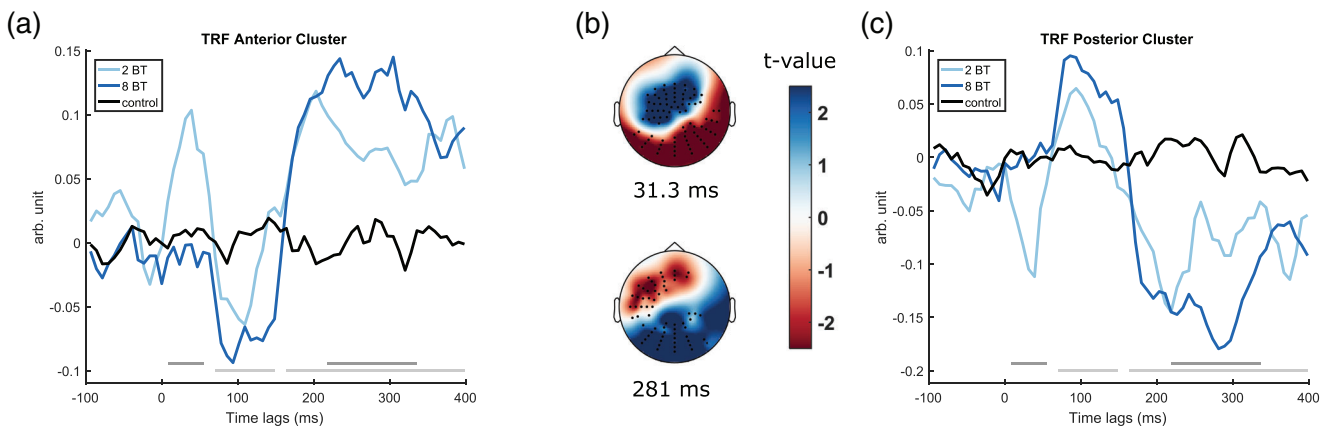 (a)
TRF Anterior Cluster
0.15
0.1
0.05
0
-0.05
-0.1
arb. unit
2 BT
8 BT
control
-100 0 100 200 300 400
Time lags (ms)
(b)
31.3 ms
281 ms
t-value
2
1
0
-1
-2
(c)
TRF Posterior Cluster
0.1
0.05
0
-0.05
-0.1
-0.15
-0.2
arb. unit
2 BT
8 BT
control
-100 0 100 200 300 400
Time lags (ms)